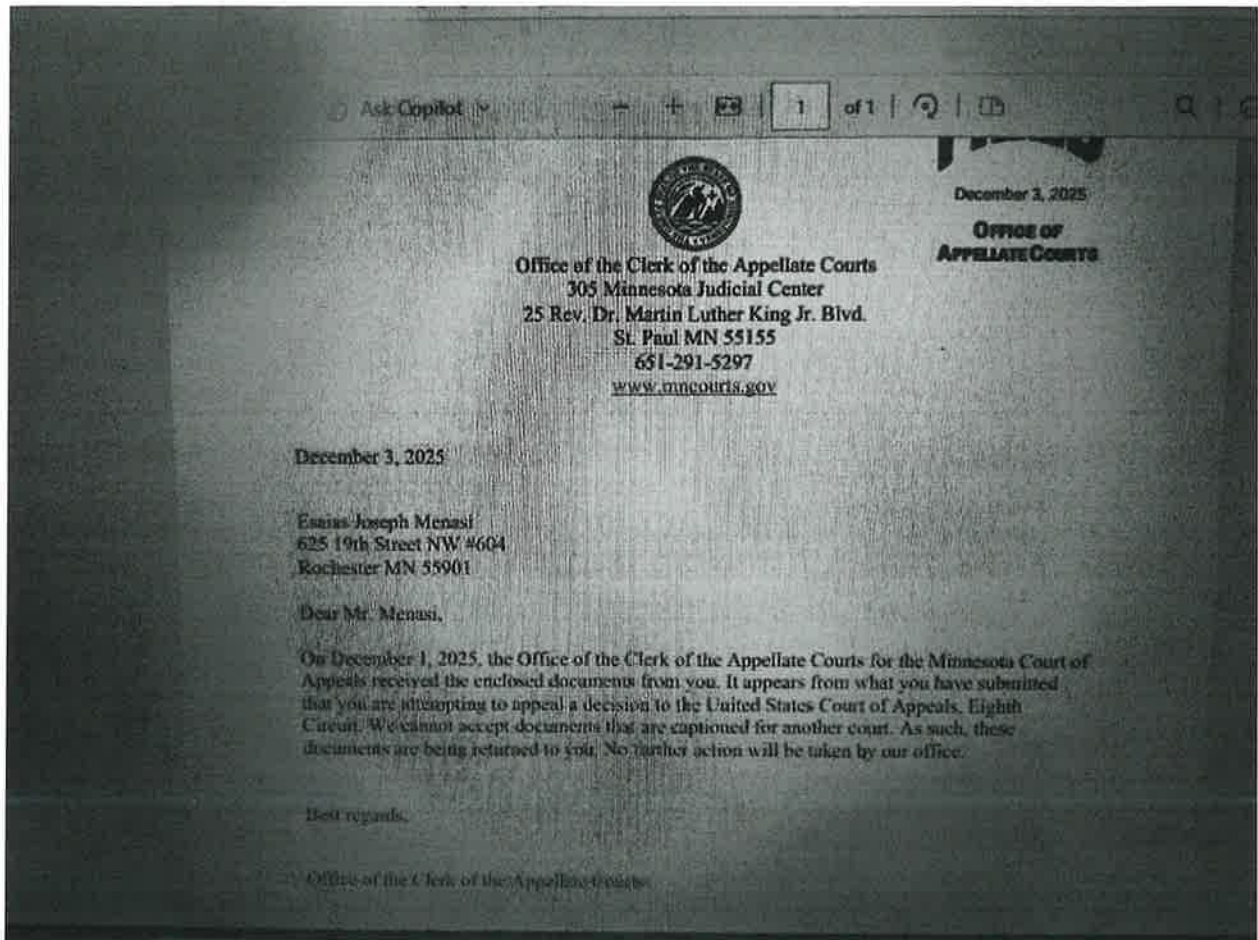 Ask Copilot
1 of 1
December 3, 2025
OFFICE OF
APPELLATE COURTS
Office of the Clerk of the Appellate Courts
305 Minnesota Judicial Center
25 Rev. Dr. Martin Luther King Jr. Blvd.
St. Paul MN 55155
651-291-5297
www.mncourts.gov
December 3, 2025
Esaias Joseph Menasi
625 19th Street NW #604
Rochester MN 55901
Dear Mr. Menasi,
On December 1, 2025, the Office of the Clerk of the Appellate Courts for the Minnesota Court of
Appeals received the enclosed documents from you. It appears from what you have submitted
that you are attempting to appeal a decision to the United States Court of Appeals, Eighth
Circuit. We cannot accept documents that are captioned for another court. As such, these
documents are being returned to you. No further action will be taken by our office.
Best regards,
Office of the Clerk of the Appellate Courts